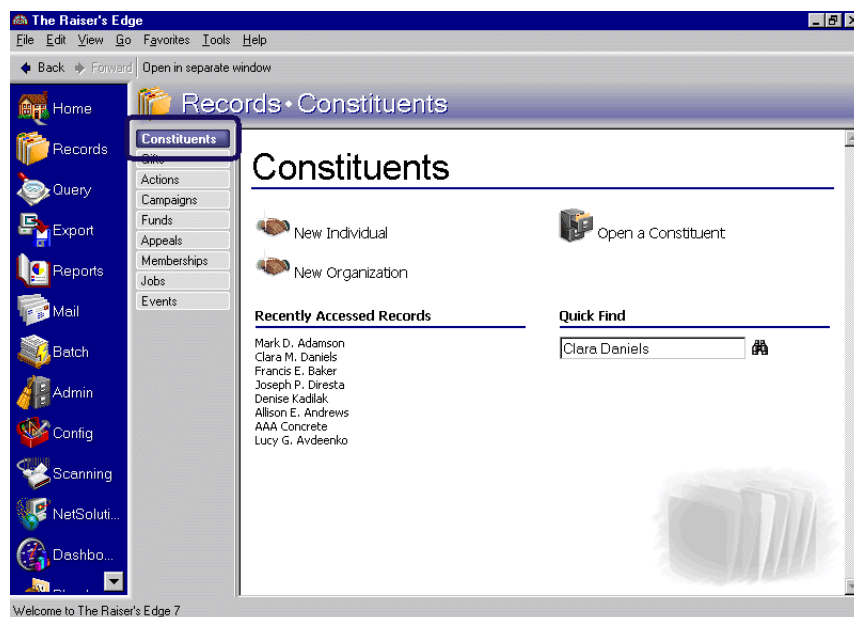 The Raiser's Edge
File Edit View Go Favorites Tools Help
Back Forward Open in separate window
Records · Constituents
Home
Records
Query
Export
Reports
Mail
Batch
Admin
Config
Scanning
NetSoluti...
Dashbo...
Constituents
Gifts
Actions
Campaigns
Funds
Appeals
Memberships
Jobs
Events
Constituents
New Individual
Open a Constituent
New Organization
Recently Accessed Records
Mark D. Adamson
Clara M. Daniels
Francis E. Baker
Joseph P. Diresta
Denise Kadilak
Allison E. Andrews
AAA Concrete
Lucy G. Avdeenko
Quick Find
Clara Daniels
Welcome to The Raiser's Edge 7